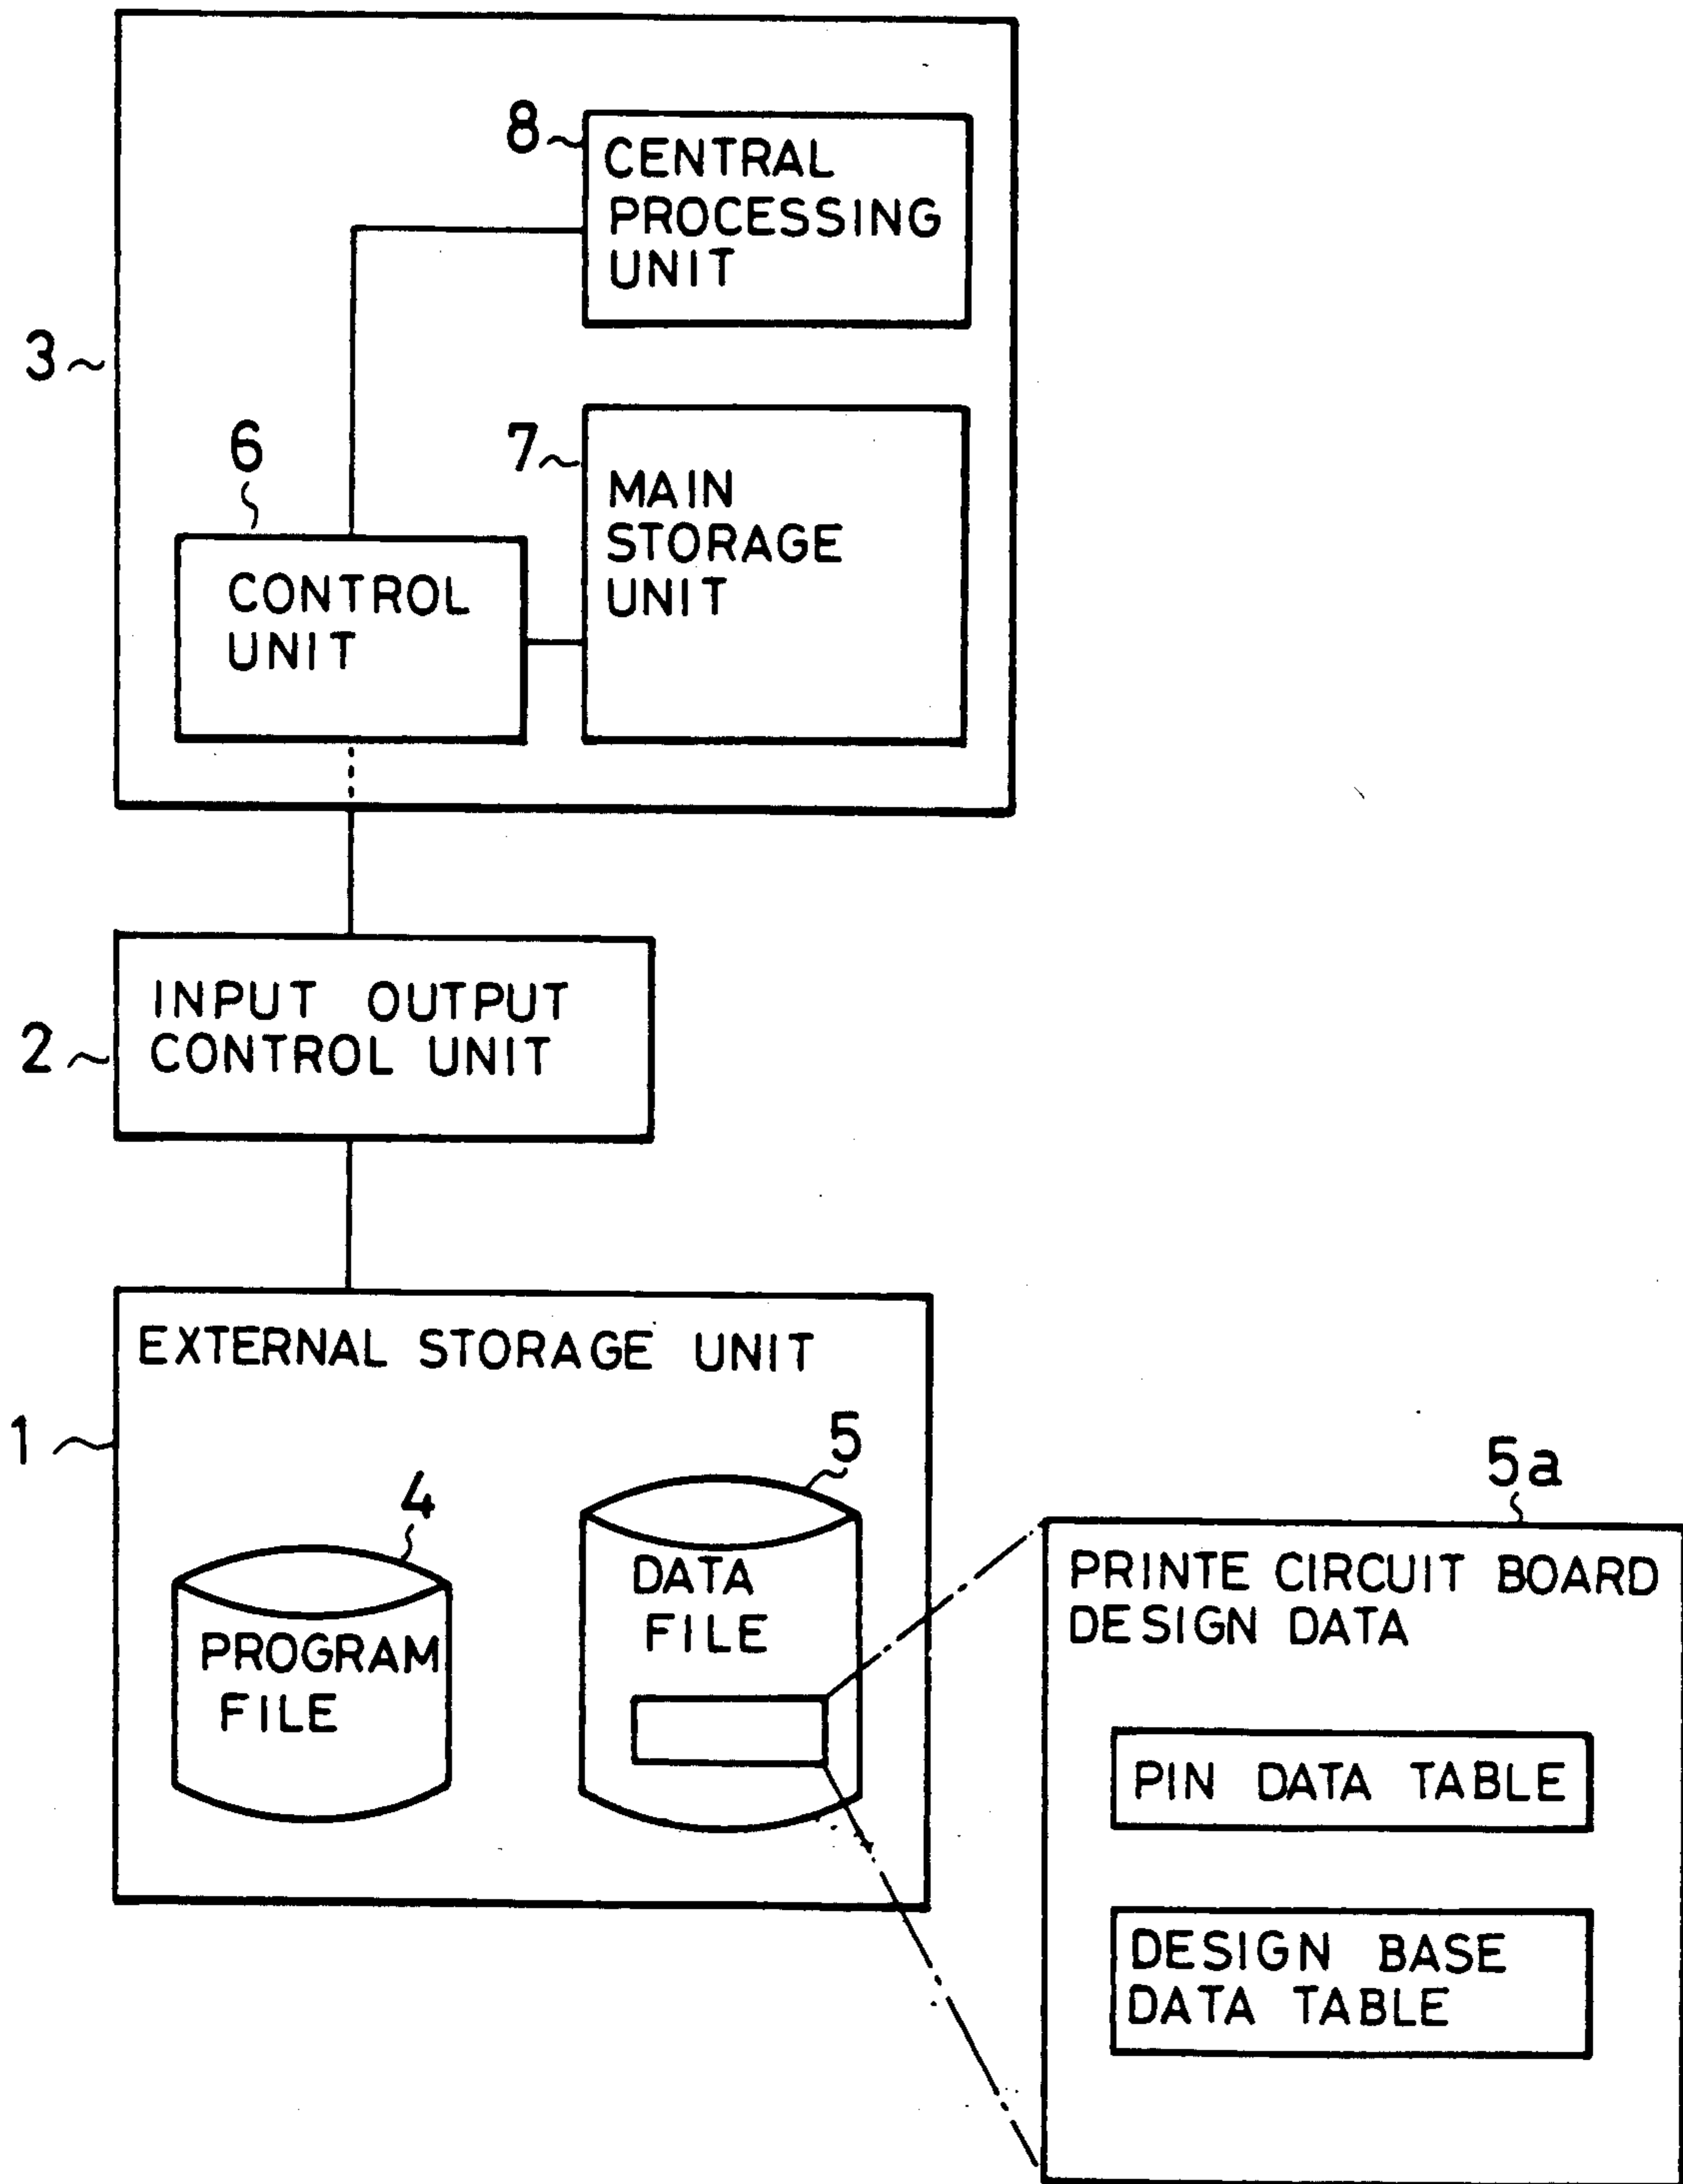 8
CENTRAL
PROCESSING
UNIT
3
6
7
MAIN
STORAGE
UNIT
CONTROL
UNIT
2
INPUT OUTPUT
CONTROL UNIT
EXTERNAL STORAGE UNIT
1
4
5
5a
PROGRAM
FILE
DATA
FILE
PRINTE CIRCUIT BOARD
DESIGN DATA
PIN DATA TABLE
DESIGN BASE
DATA TABLE